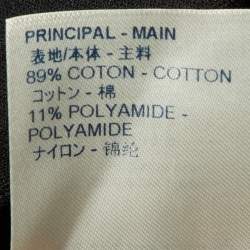 PRINCIPAL - MAIN
表地/本体 - 主料
89% COTON - COTTON
コットン - 棉
11% POLYAMIDE -
POLYAMIDE
ナイロン - 锦纶